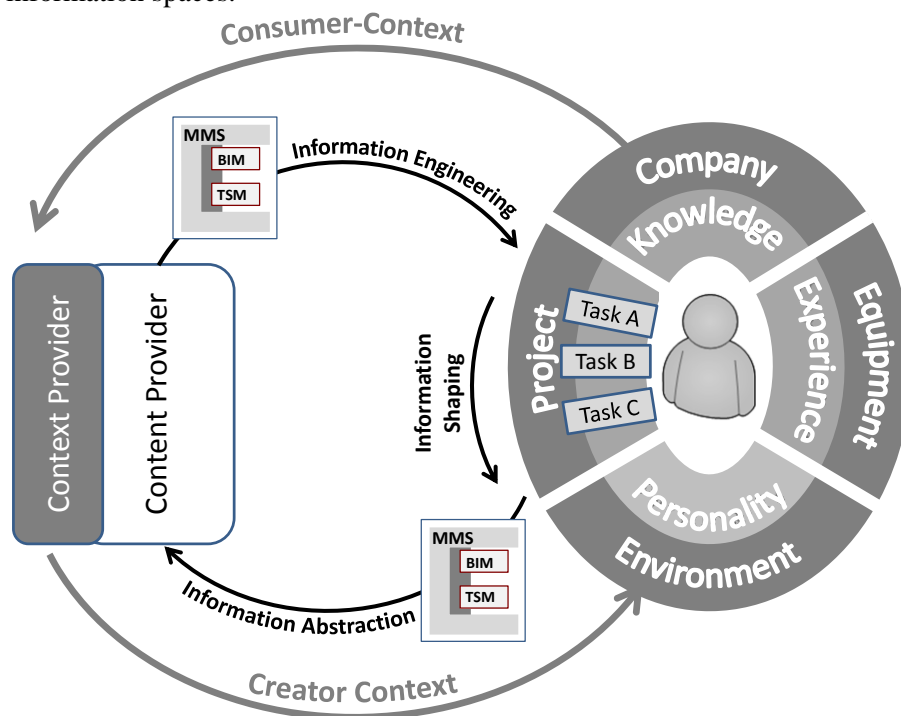 information spaces.
Consumer-Context
MMS
BIM
TSM
Information Engineering
Company
Knowledge
Project
Task A
Task B
Task C
Experience
Equipment
Context Provider
Content Provider
Information
Shaping
Personality
Environment
MMS
BIM
TSM
Information Abstraction
Creator Context